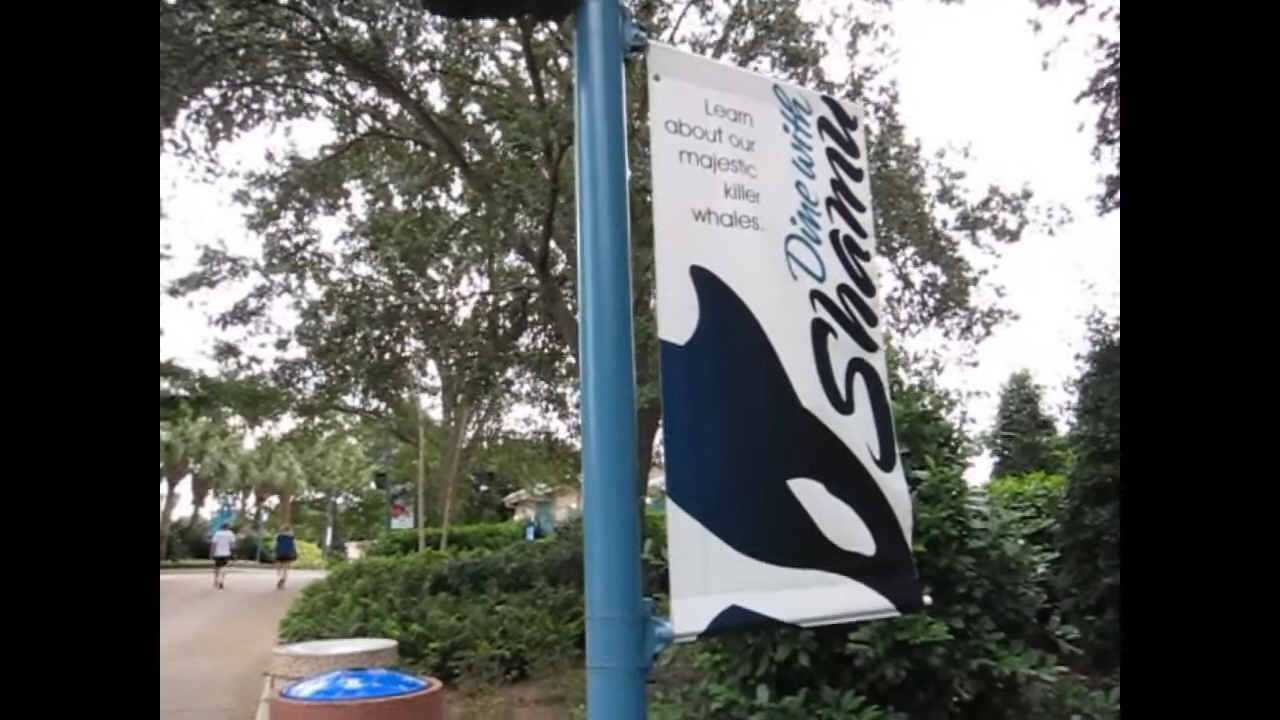 Learn
about our
majestic
killer
whales.
Dine with
Shamu